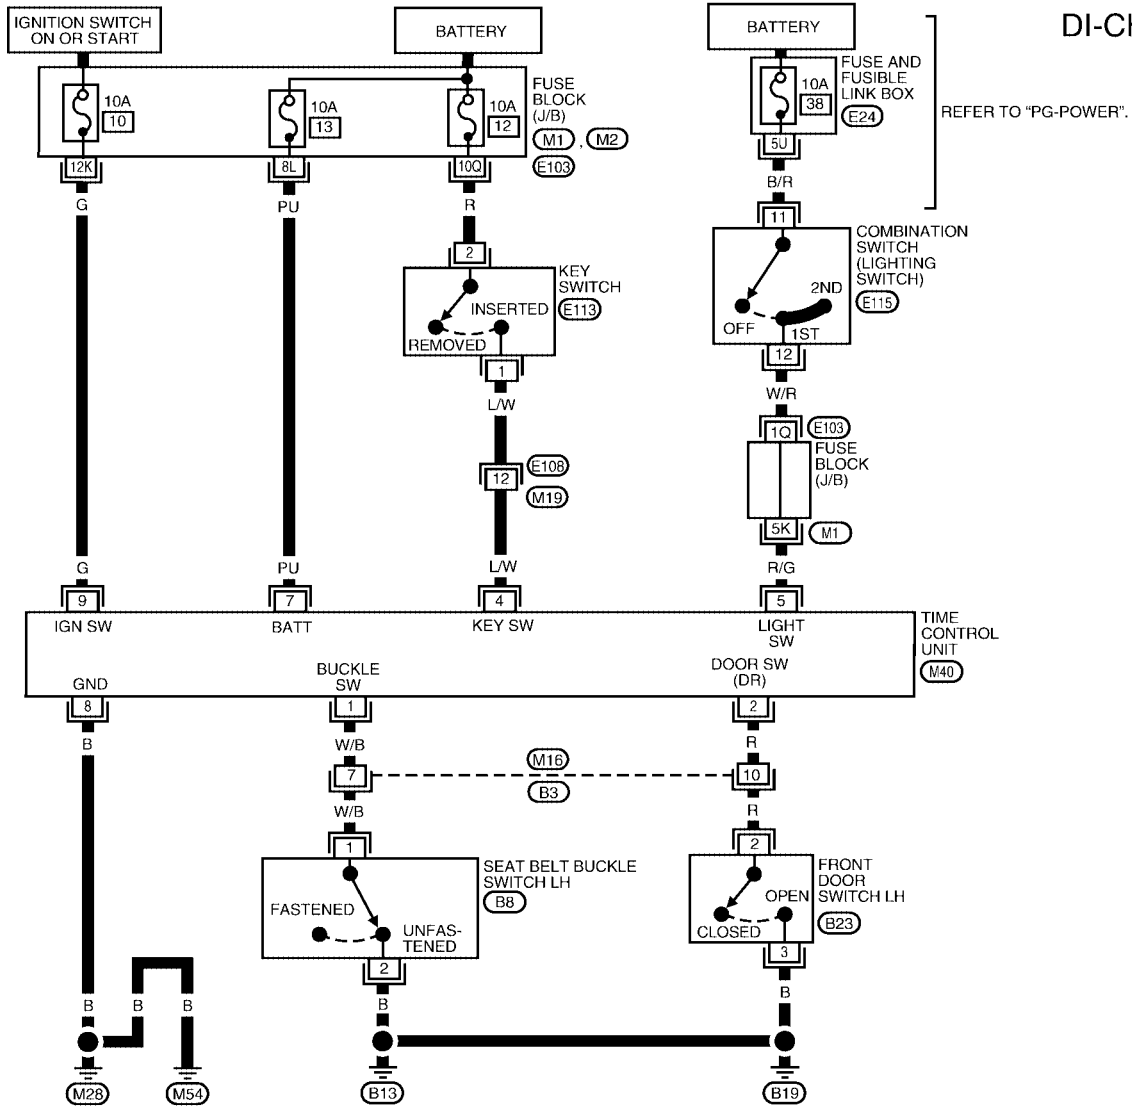 IGNITION SWITCH
ON OR START
BATTERY
BATTERY
DI-CH
10A
10
10A
13
10A
12
FUSE
BLOCK
(J/B)
M1 , M2
E103
10A
38
FUSE AND
FUSIBLE
LINK BOX
E24
REFER TO “PG-POWER”.
12K
8L
10Q
5U
G
PU
R
B/R
2
11
KEY
SWITCH
E113
INSERTED
REMOVED
COMBINATION
SWITCH
(LIGHTING
SWITCH)
E115
2ND
OFF
1ST
1
12
L/W
W/R
12
E108
M19
1Q
E103
FUSE
BLOCK
(J/B)
5K
M1
G
PU
L/W
R/G
9
7
4
5
IGN SW
BATT
KEY SW
LIGHT
SW
TIME
CONTROL
UNIT
M40
GND
BUCKLE
SW
DOOR SW
(DR)
8
1
2
B
W/B
R
7
M16
B3
10
W/B
R
1
2
SEAT BELT BUCKLE
SWITCH LH
B8
FASTENED
UNFAS-
TENED
FRONT
DOOR
SWITCH LH
B23
OPEN
CLOSED
2
3
B
B
B
B
B
M28
M54
B13
B19